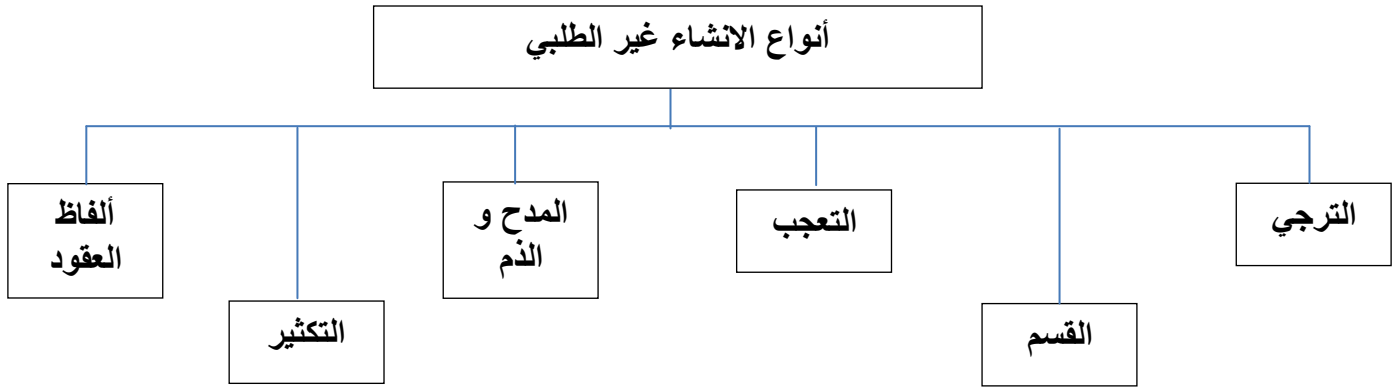 أنواع الانشاء غير الطلبي
الترجي
القسم
التعجب
المدح و
الذم
التكثير
ألفاظ
العقود